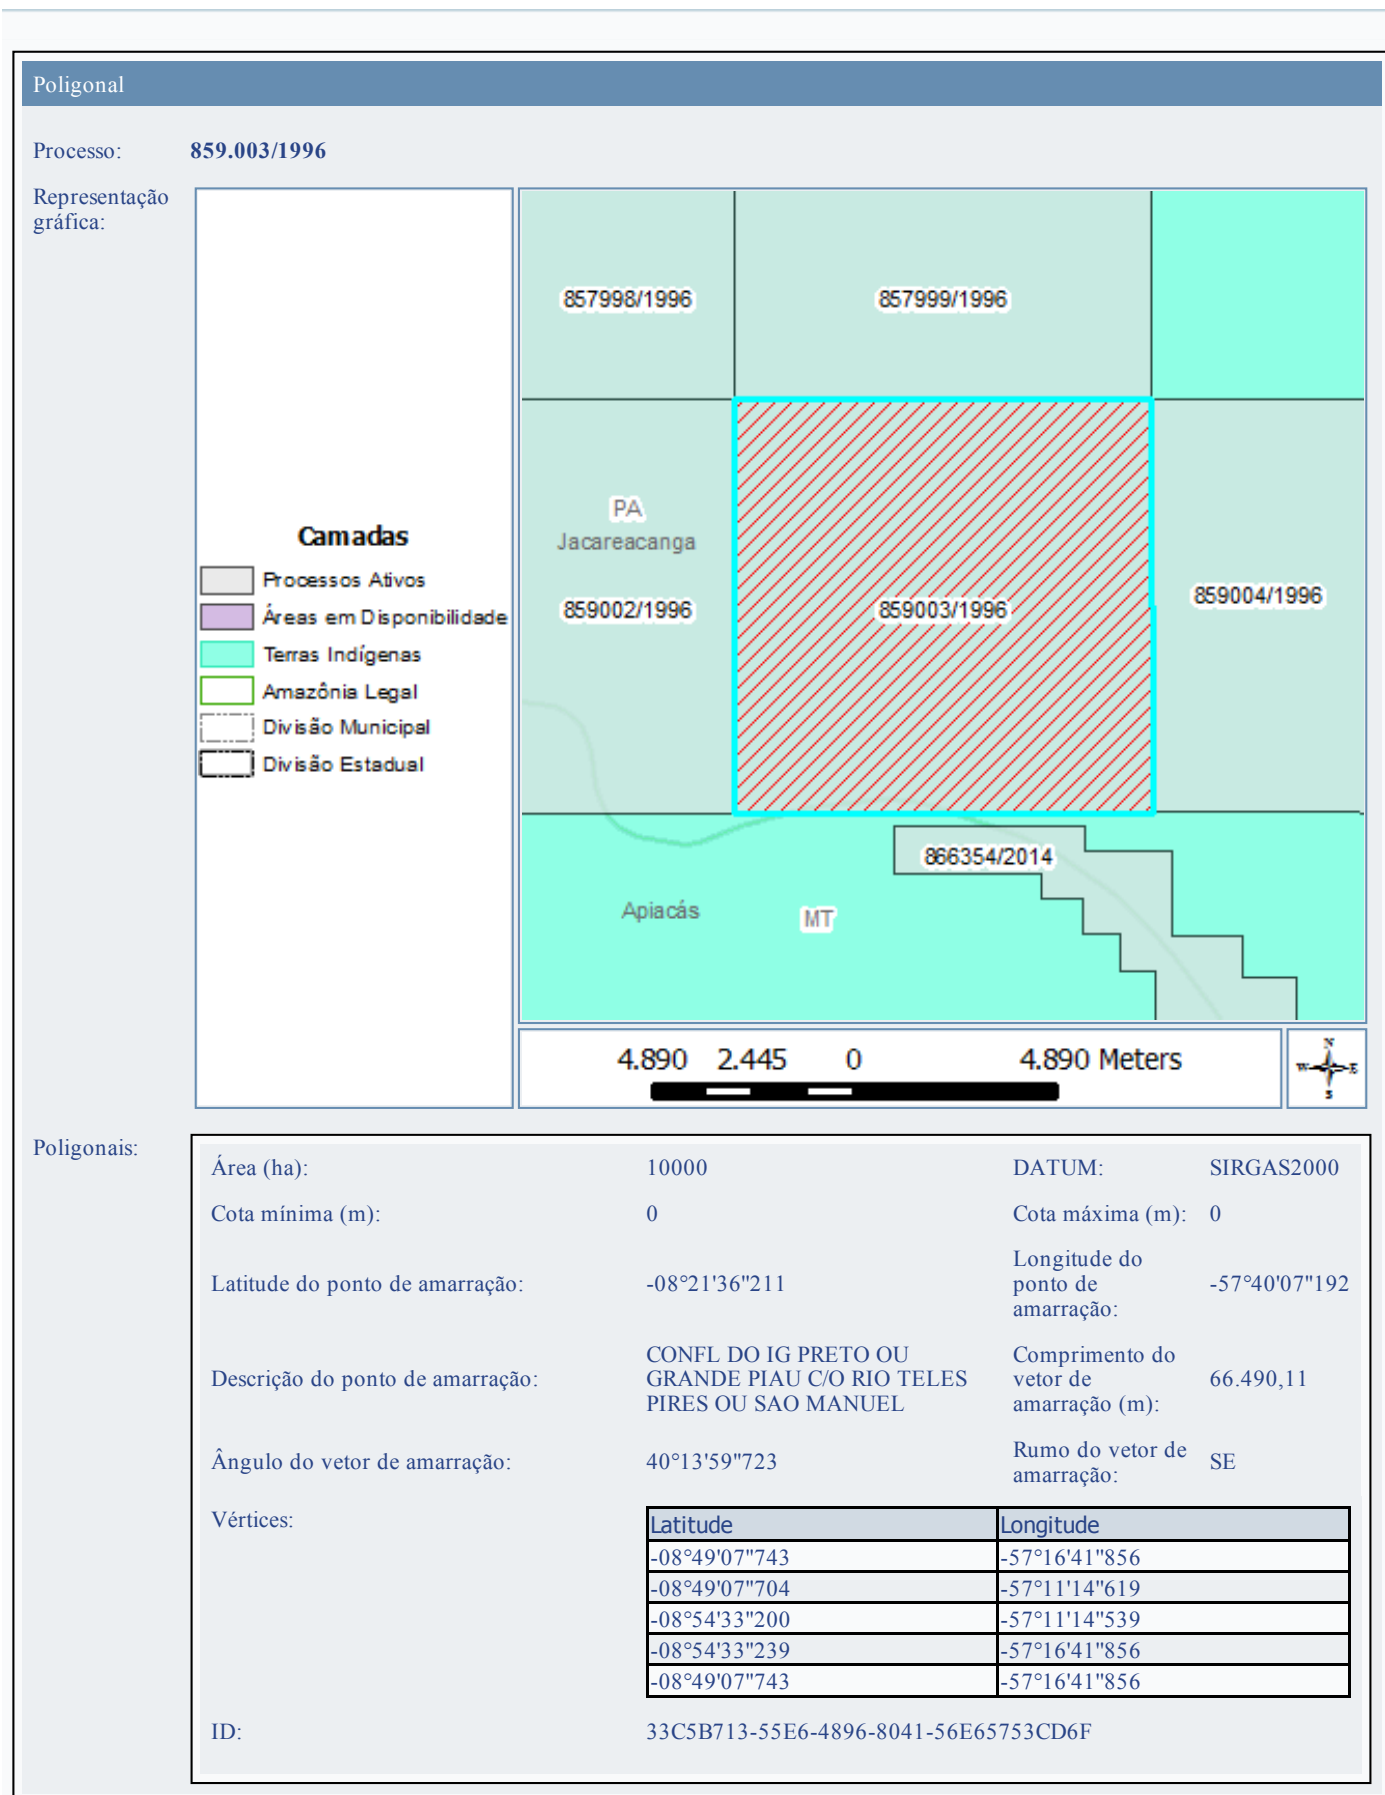 Poligonal
Processo: 859.003/1996
Representação
gráfica:
Camadas
Processos Ativos
Áreas em Disponibilidade
Terras Indígenas
Amazônia Legal
Divisão Municipal
Divisão Estadual
857998/1996
857999/1996
PA
Jacareacanga
859002/1996
859003/1996
859004/1996
866354/2014
Apiacás
MT
4.890 2.445 0 4.890 Meters
N
W E
S
Poligonais:
Área (ha): 10000 DATUM: SIRGAS2000
Cota mínima (m): 0 Cota máxima (m): 0
Latitude do ponto de amarração: -08°21'36"211
Longitude do
ponto de
amarração:
-57°40'07"192
Descrição do ponto de amarração:
CONFL DO IG PRETO OU
GRANDE PIAU C/O RIO TELES
PIRES OU SAO MANUEL
Comprimento do
vetor de
amarração (m):
66.490,11
Ângulo do vetor de amarração: 40°13'59"723
Rumo do vetor de
amarração:
SE
Vértices:
Latitude Longitude
-08°49'07"743 -57°16'41"856
-08°49'07"704 -57°11'14"619
-08°54'33"200 -57°11'14"539
-08°54'33"239 -57°16'41"856
-08°49'07"743 -57°16'41"856
ID: 33C5B713-55E6-4896-8041-56E65753CD6F